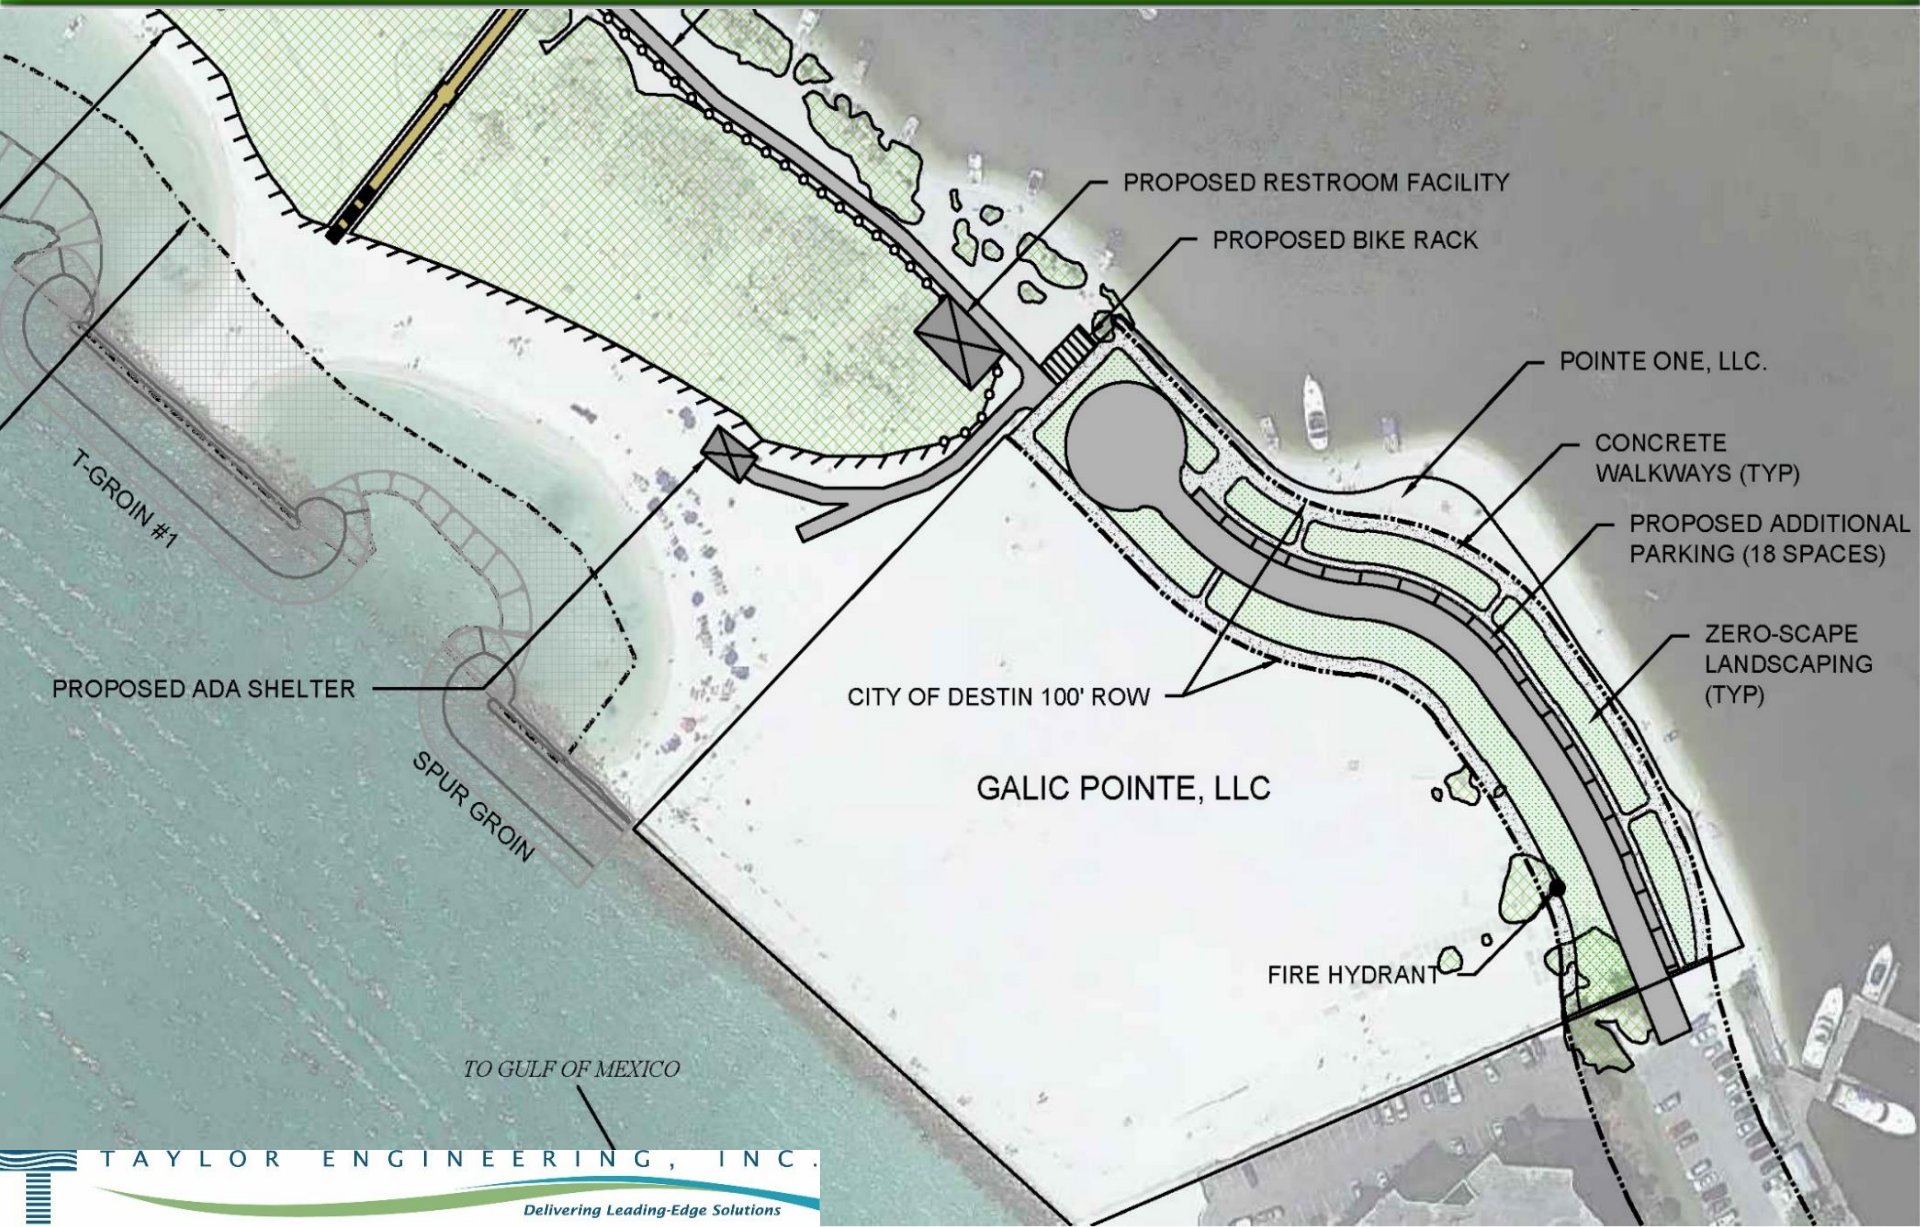 PROPOSED RESTROOM FACILITY
PROPOSED BIKE RACK
POINTE ONE, LLC.
CONCRETE
WALKWAYS (TYP)
PROPOSED ADDITIONAL
PARKING (18 SPACES)
ZERO-SCAPE
LANDSCAPING
(TYP)
T-GROIN #1
PROPOSED ADA SHELTER
CITY OF DESTIN 100' ROW
SPUR GROIN
GALIC POINTE, LLC
FIRE HYDRANT
TO GULF OF MEXICO
TAYLOR ENGINEERING, INC.
Delivering Leading-Edge Solutions